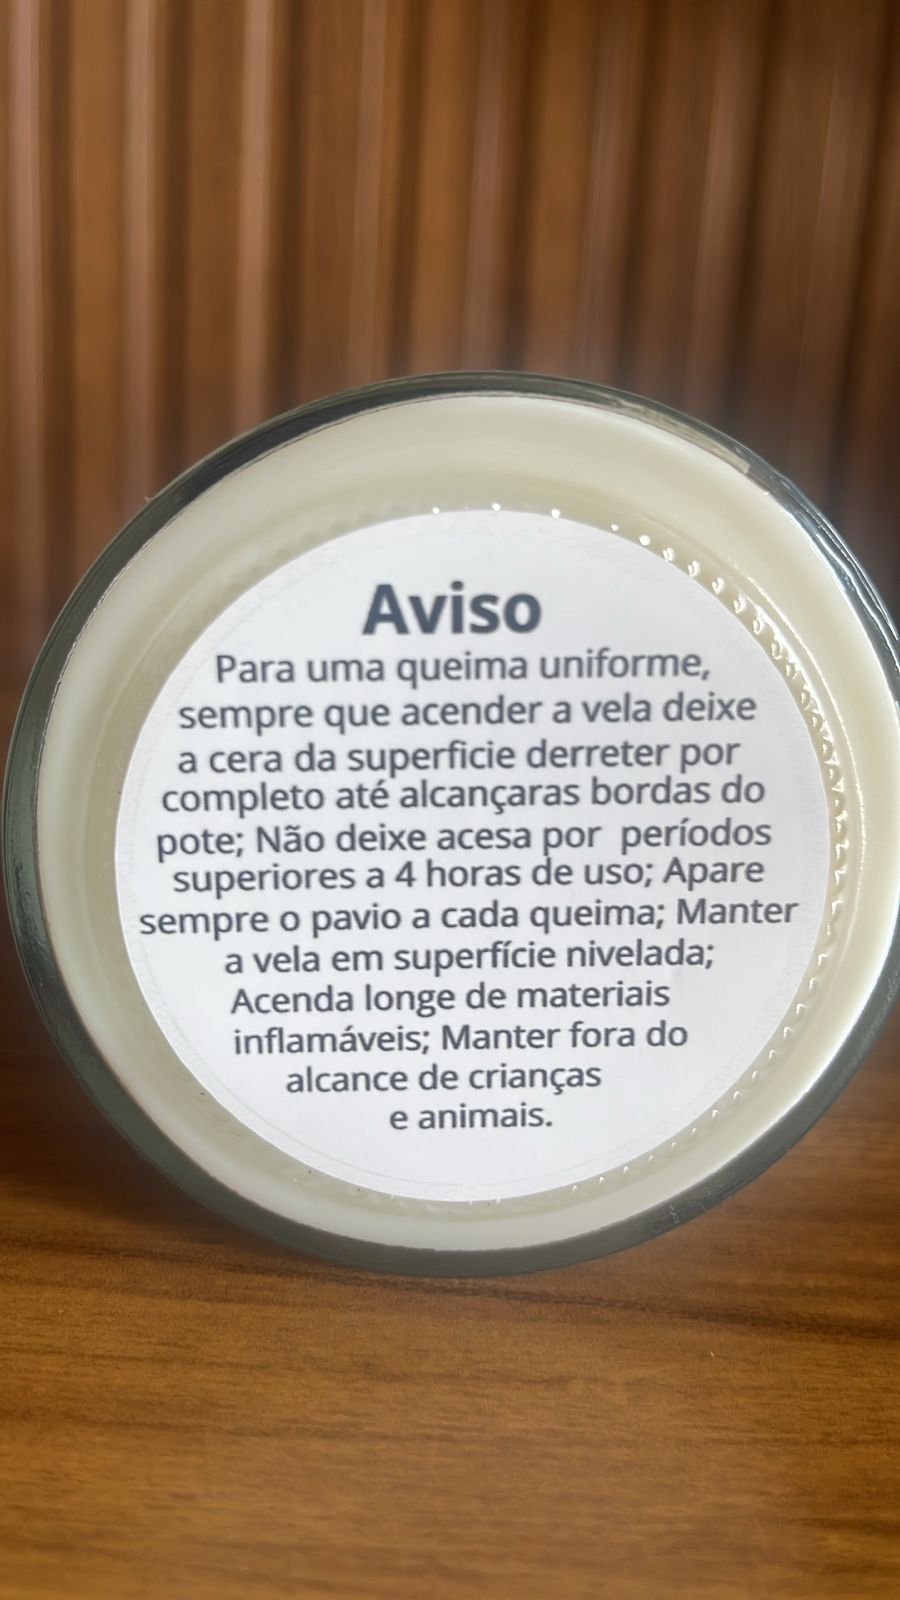 Aviso
Para uma queima uniforme,
sempre que acender a vela deixe
a cera da superficie derreter por
completo até alcançaras bordas do
pote; Não deixe acesa por  períodos
superiores a 4 horas de uso; Apare
sempre o pavio a cada queima; Manter
a vela em superfície nivelada;
Acenda longe de materiais
inflamáveis; Manter fora do
alcance de crianças
e animais.